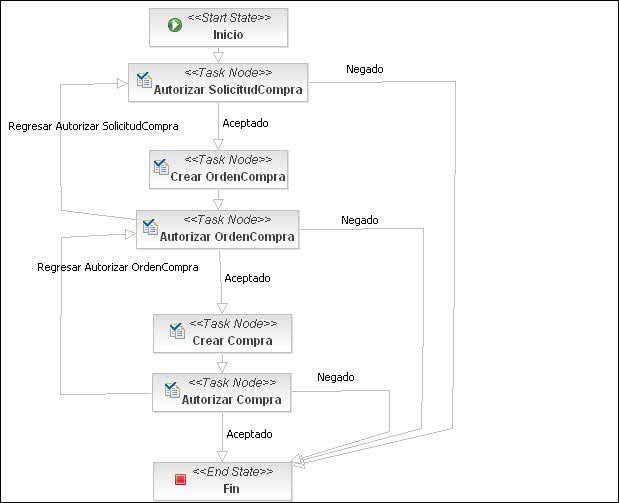 <<Start State>>
Inicio
<<Task Node>>
Autorizar SolicitudCompra
Negado
Regresar Autorizar SolicitudCompra
Aceptado
<<Task Node>>
Crear OrdenCompra
<<Task Node>>
Autorizar OrdenCompra
Negado
Regresar Autorizar OrdenCompra
Aceptado
<<Task Node>>
Crear Compra
<<Task Node>>
Autorizar Compra
Negado
Aceptado
<<End State>>
Fin